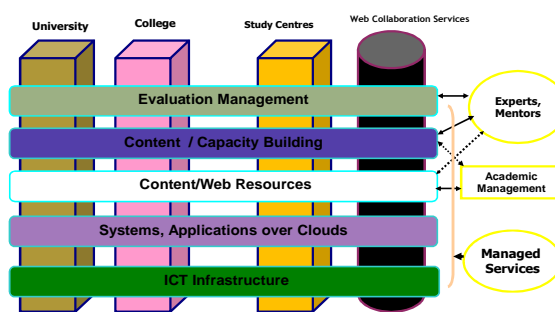 University
College
Study Centres
Web Collaboration Services
Evaluation Management
Experts,
Mentors
Content / Capacity Building
Content/Web Resources
Academic
Management
Systems, Applications over Clouds
Managed
Services
ICT Infrastructure